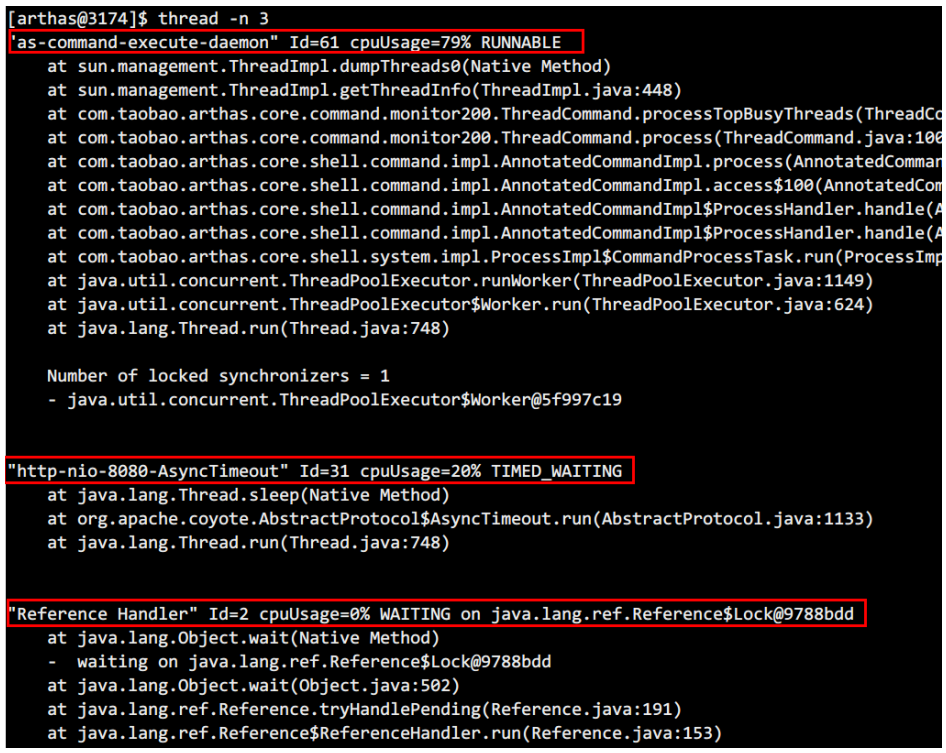 [arthas@3174]$ thread -n 3
"as-command-execute-daemon" Id=61 cpuUsage=79% RUNNABLE
    at sun.management.ThreadImpl.dumpThreads0(Native Method)
    at sun.management.ThreadImpl.getThreadInfo(ThreadImpl.java:448)
    at com.taobao.arthas.core.command.monitor200.ThreadCommand.processTopBusyThreads(ThreadCo
    at com.taobao.arthas.core.command.monitor200.ThreadCommand.process(ThreadCommand.java:100
    at com.taobao.arthas.core.shell.command.impl.AnnotatedCommandImpl.process(AnnotatedComman
    at com.taobao.arthas.core.shell.command.impl.AnnotatedCommandImpl.access$100(AnnotatedCom
    at com.taobao.arthas.core.shell.command.impl.AnnotatedCommandImpl$ProcessHandler.handle(A
    at com.taobao.arthas.core.shell.command.impl.AnnotatedCommandImpl$ProcessHandler.handle(A
    at com.taobao.arthas.core.shell.system.impl.ProcessImpl$CommandProcessTask.run(ProcessImp
    at java.util.concurrent.ThreadPoolExecutor.runWorker(ThreadPoolExecutor.java:1149)
    at java.util.concurrent.ThreadPoolExecutor$Worker.run(ThreadPoolExecutor.java:624)
    at java.lang.Thread.run(Thread.java:748)
    Number of locked synchronizers = 1
    - java.util.concurrent.ThreadPoolExecutor$Worker@5f997c19
"http-nio-8080-AsyncTimeout" Id=31 cpuUsage=20% TIMED_WAITING
    at java.lang.Thread.sleep(Native Method)
    at org.apache.coyote.AbstractProtocol$AsyncTimeout.run(AbstractProtocol.java:1133)
    at java.lang.Thread.run(Thread.java:748)
"Reference Handler" Id=2 cpuUsage=0% WAITING on java.lang.ref.Reference$Lock@9788bdd
    at java.lang.Object.wait(Native Method)
    -  waiting on java.lang.ref.Reference$Lock@9788bdd
    at java.lang.Object.wait(Object.java:502)
    at java.lang.ref.Reference.tryHandlePending(Reference.java:191)
    at java.lang.ref.Reference$ReferenceHandler.run(Reference.java:153)